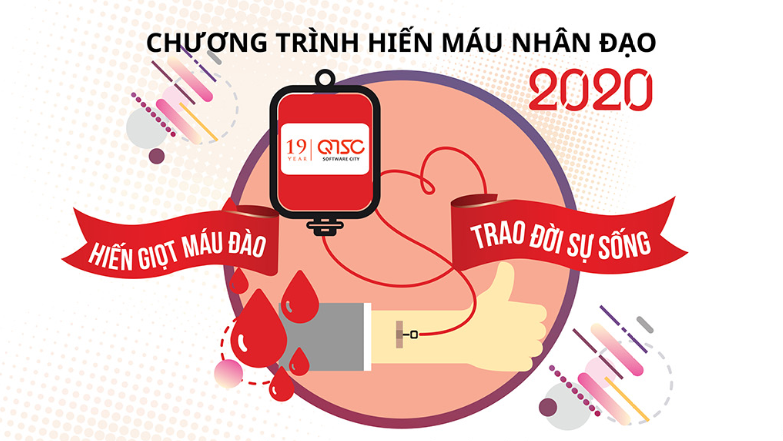 CHƯƠNG TRÌNH HIẾN MÁU NHÂN ĐẠO
2020
19
YEAR
QTSC
SOFTWARE CITY
HIẾN GIỌT MÁU ĐÀO
TRAO ĐỜI SỰ SỐNG